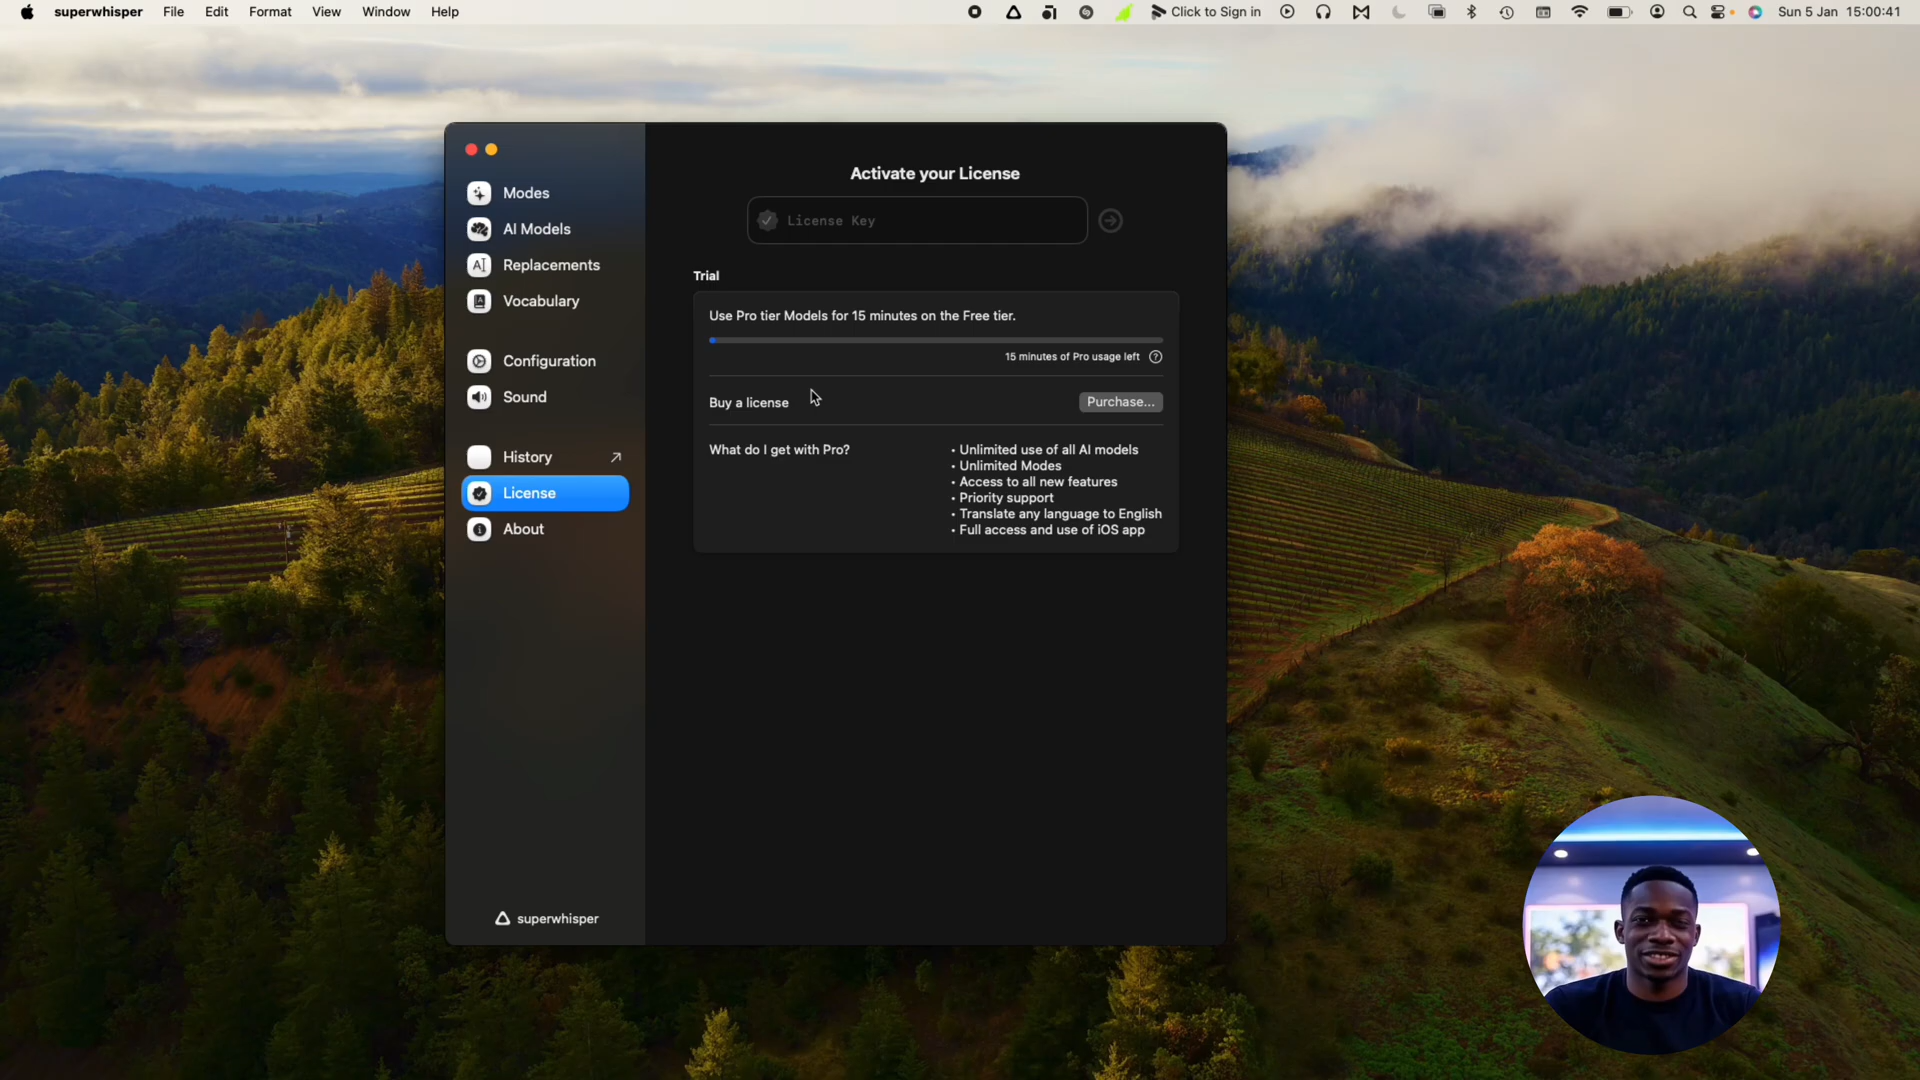 superwhisper File Edit Format View Window Help
Click to Sign in
Sun 5 Jan 15:00:41
Modes
AI Models
Replacements
Vocabulary
Configuration
Sound
History
License
About
superwhisper
Activate your License
License Key
Trial
Use Pro tier Models for 15 minutes on the Free tier.
15 minutes of Pro usage left ?
Buy a license
Purchase...
What do I get with Pro?
• Unlimited use of all AI models
• Unlimited Modes
• Access to all new features
• Priority support
• Translate any language to English
• Full access and use of iOS app